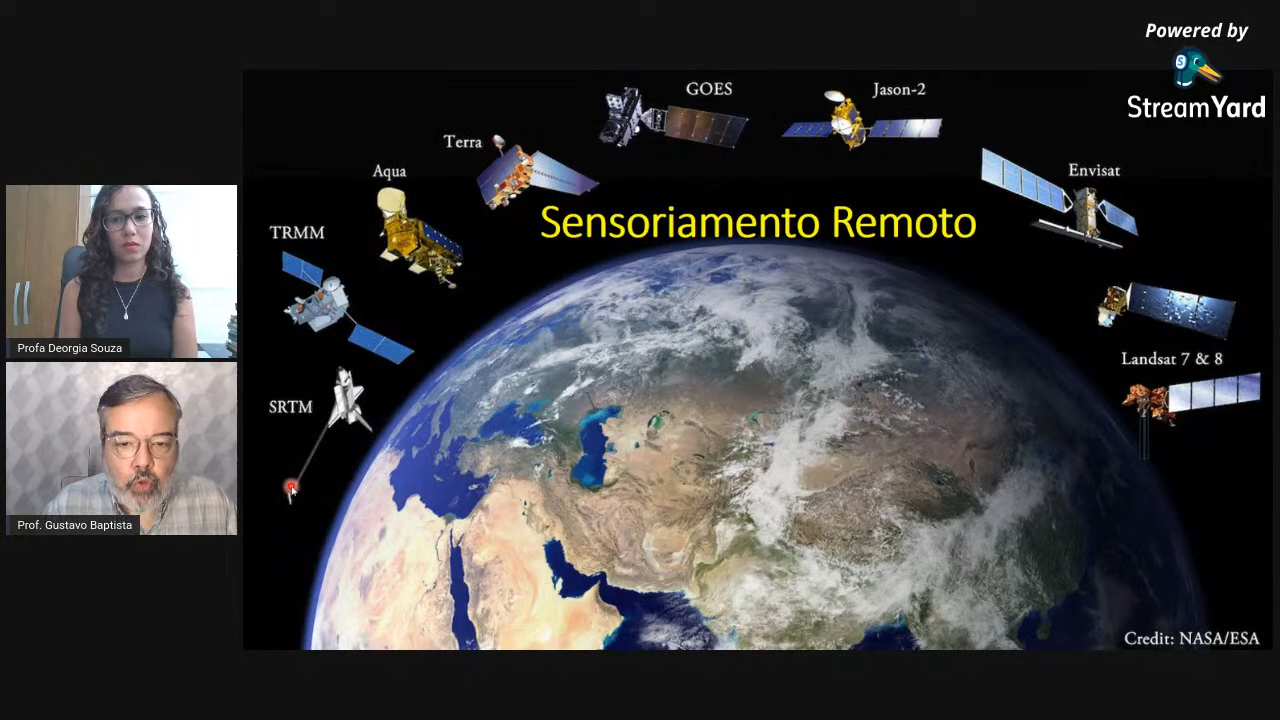 Powered by
StreamYard
GOES
Jason-2
Terra
Aqua
Envisat
Sensoriamento Remoto
TRMM
Landsat 7 & 8
SRTM
Profa Deorgia Souza
Prof. Gustavo Baptista
Credit: NASA/ESA